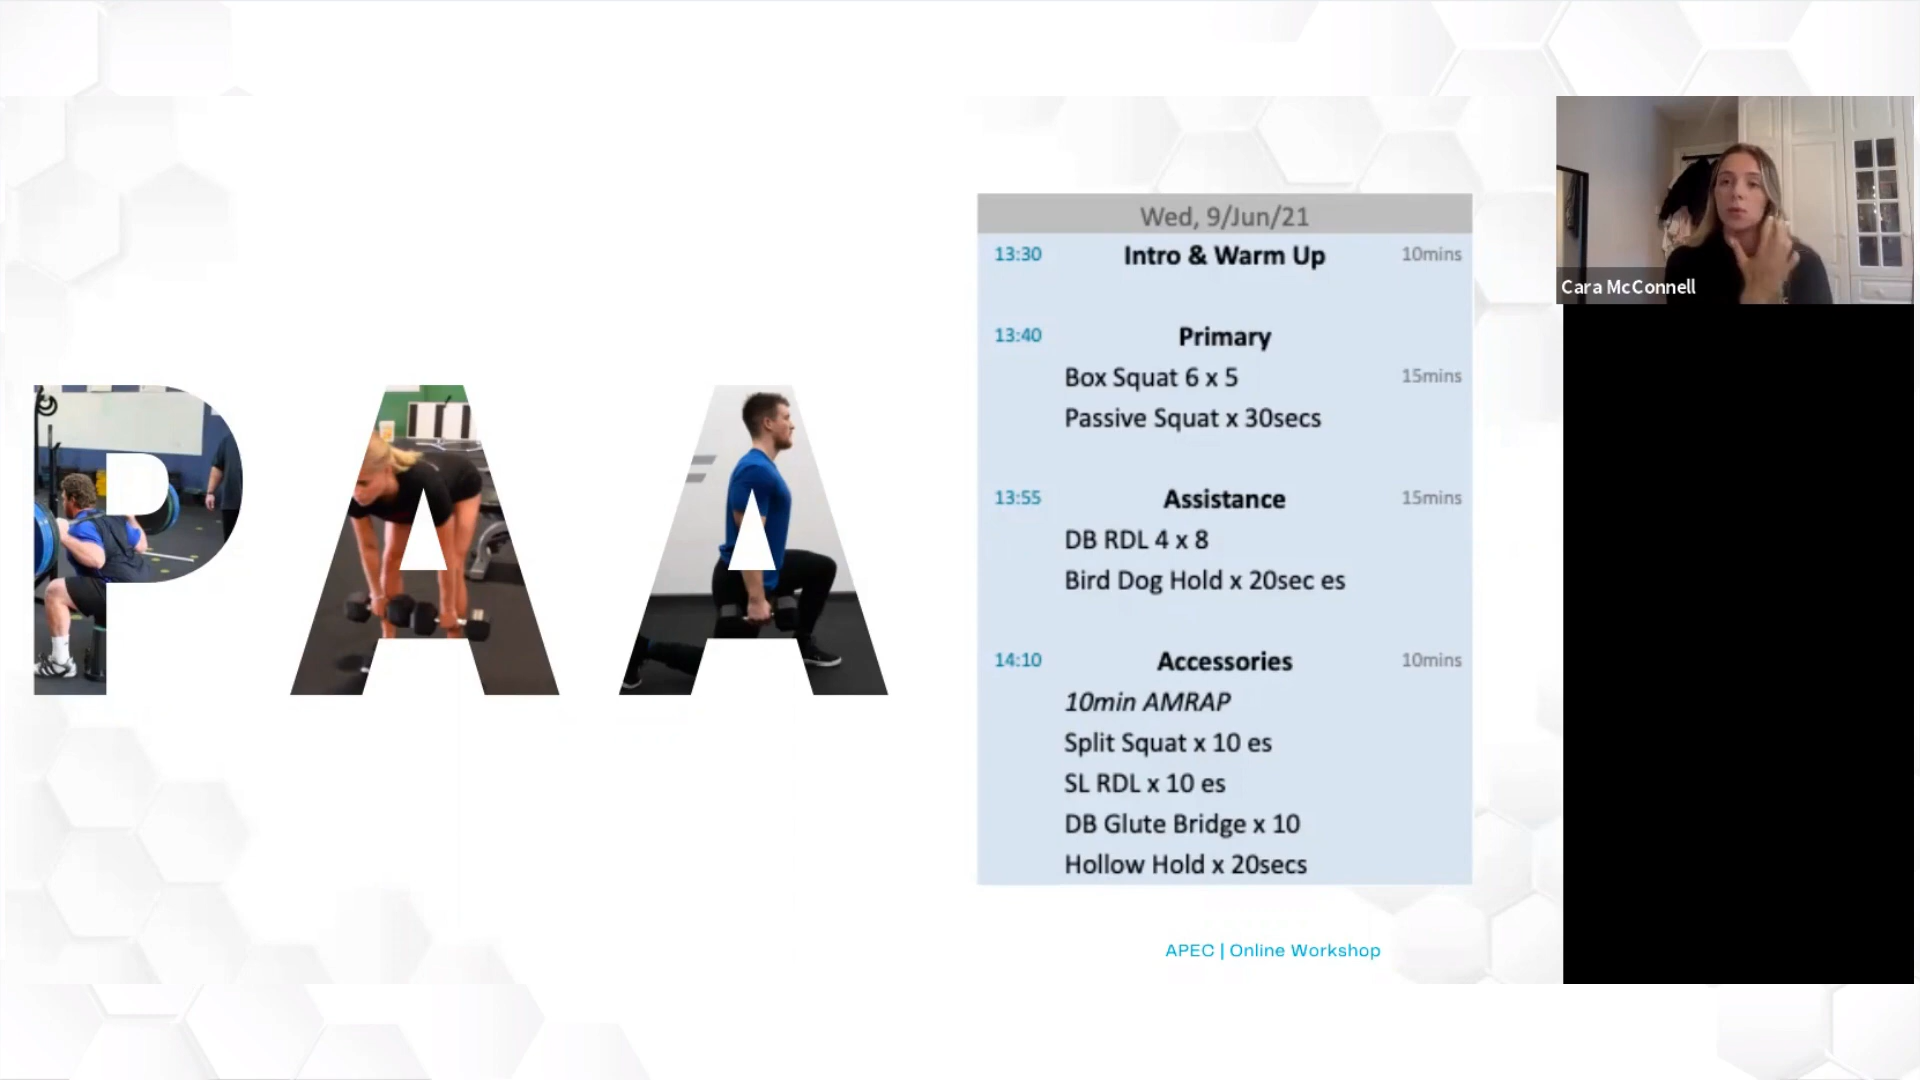 PAA
Wed, 9/Jun/21
13:30 Intro & Warm Up 10mins
13:40 Primary
Box Squat 6 x 5 15mins
Passive Squat x 30secs
13:55 Assistance 15mins
DB RDL 4 x 8
Bird Dog Hold x 20sec es
14:10 Accessories 10mins
10min AMRAP
Split Squat x 10 es
SL RDL x 10 es
DB Glute Bridge x 10
Hollow Hold x 20secs
APEC | Online Workshop
Cara McConnell